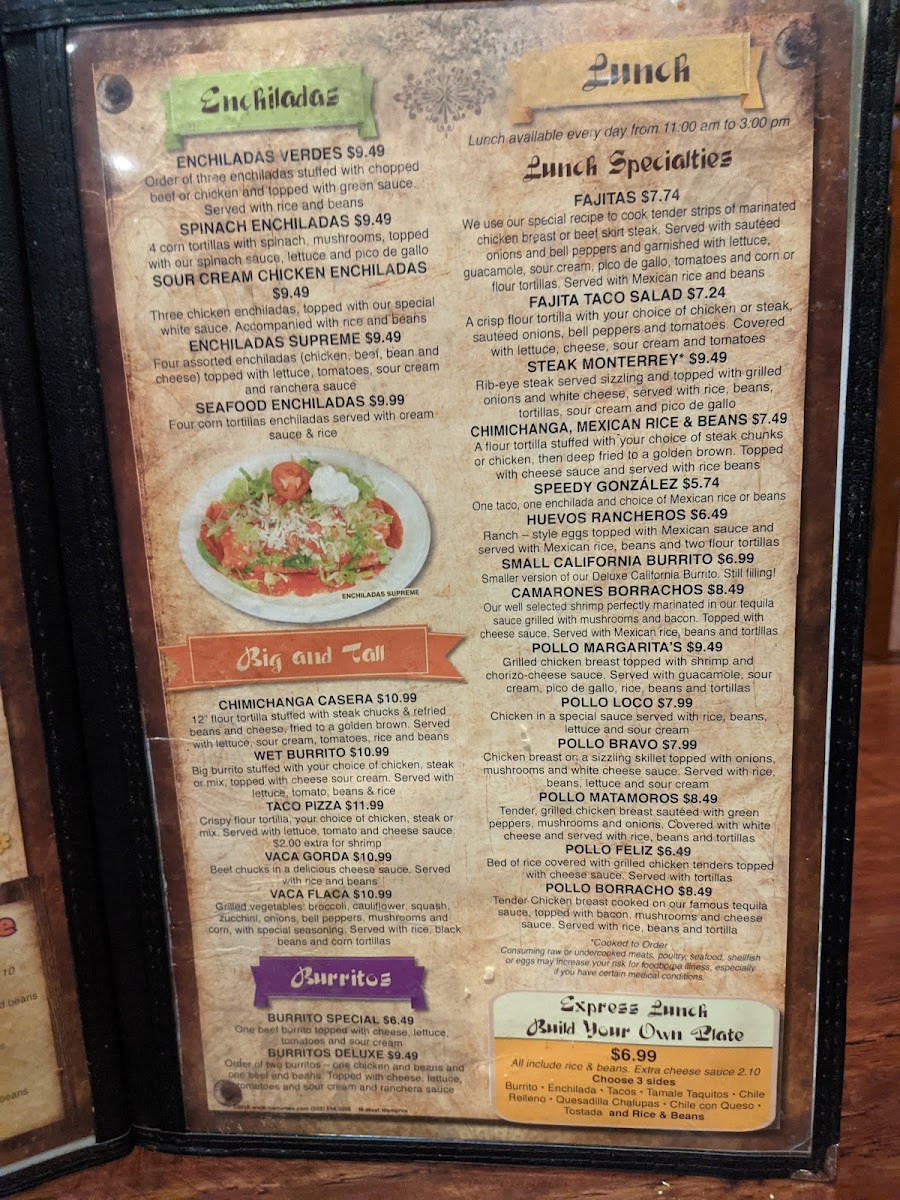 Enchiladas
ENCHILADAS VERDES $9.49
Order of three enchiladas stuffed with chopped
beef or chicken and topped with green sauce.
Served with rice and beans
SPINACH ENCHILADAS $9.49
4 corn tortillas with spinach, mushrooms, topped
with our spinach sauce, lettuce and pico de gallo
SOUR CREAM CHICKEN ENCHILADAS
$9.49
Three chicken enchiladas, topped with our special
white sauce. Accompanied with rice and beans
ENCHILADAS SUPREME $9.49
Four assorted enchiladas (chicken, beef, bean and
cheese) topped with lettuce, tomatoes, sour cream
and ranchera sauce
SEAFOOD ENCHILADAS $9.99
Four corn tortillas enchiladas served with cream
sauce & rice
ENCHILADAS SUPREME
Big and Tall
CHIMICHANGA CASERA $10.99
12" flour tortilla stuffed with steak chucks & refried
beans and cheese, fried to a golden brown. Served
with lettuce, sour cream, tomatoes, rice and beans
WET BURRITO $10.99
Big burrito stuffed with your choice of chicken, steak
or mix, topped with cheese sour cream. Served with
lettuce, tomato, beans & rice
TACO PIZZA $11.99
Crispy flour tortilla, your choice of chicken, steak or
mix. Served with lettuce, tomato and cheese sauce.
$2.00 extra for shrimp
VACA GORDA $10.99
Beef chucks in a delicious cheese sauce. Served
with rice and beans
VACA FLACA $10.99
Grilled vegetables: broccoli, cauliflower, squash,
zucchini, onions, bell peppers, mushrooms and
corn, with special seasoning. Served with rice, black
beans and corn tortillas
Burritos
BURRITO SPECIAL $6.49
One beef burrito topped with cheese, lettuce,
tomatoes and sour cream
BURRITOS DELUXE $9.49
Order of two burritos – one chicken and beans and
one beef and beans. Topped with cheese, lettuce,
tomatoes and sour cream and ranchera sauce
Lunch
Lunch available every day from 11:00 am to 3:00 pm
Lunch Specialties
FAJITAS $7.74
We use our special recipe to cook tender strips of marinated
chicken breast or beef skirt steak. Served with sautéed
onions and bell peppers and garnished with lettuce,
guacamole, sour cream, pico de gallo, tomatoes and corn or
flour tortillas. Served with Mexican rice and beans
FAJITA TACO SALAD $7.24
A crisp flour tortilla with your choice of chicken or steak,
sautéed onions, bell peppers and tomatoes. Covered
with lettuce, cheese, sour cream and tomatoes
STEAK MONTERREY* $9.49
Rib-eye steak served sizzling and topped with grilled
onions and white cheese, served with rice, beans,
tortillas, sour cream and pico de gallo
CHIMICHANGA, MEXICAN RICE & BEANS $7.49
A flour tortilla stuffed with your choice of steak chunks
or chicken, then deep fried to a golden brown. Topped
with cheese sauce and served with rice beans
SPEEDY GONZÁLEZ $5.74
One taco, one enchilada and choice of Mexican rice or beans
HUEVOS RANCHEROS $6.49
Ranch – style eggs topped with Mexican sauce and
served with Mexican rice, beans and two flour tortillas
SMALL CALIFORNIA BURRITO $6.99
Smaller version of our Deluxe California Burrito. Still filling!
CAMARONES BORRACHOS $8.49
Our well selected shrimp perfectly marinated in our tequila
sauce grilled with mushrooms and bacon. Topped with
cheese sauce. Served with Mexican rice, beans and tortillas
POLLO MARGARITA'S $9.49
Grilled chicken breast topped with shrimp and
chorizo-cheese sauce. Served with guacamole, sour
cream, pico de gallo, rice, beans and tortillas
POLLO LOCO $7.99
Chicken in a special sauce served with rice, beans,
lettuce and sour cream
POLLO BRAVO $7.99
Chicken breast on a sizzling skillet topped with onions,
mushrooms and white cheese sauce. Served with rice,
beans, lettuce and sour cream
POLLO MATAMOROS $8.49
Tender, grilled chicken breast sautéed with green
peppers, mushrooms and onions. Covered with white
cheese and served with rice, beans and tortillas
POLLO FELIZ $6.49
Bed of rice covered with grilled chicken tenders topped
with cheese sauce. Served with tortillas
POLLO BORRACHO $8.49
Tender Chicken breast cooked on our famous tequila
sauce, topped with bacon, mushrooms and cheese
sauce. Served with rice, beans and tortilla
*Cooked to Order
Consuming raw or undercooked meats, poultry, seafood, shellfish
or eggs may increase your risk for foodborne illness, especially
if you have certain medical conditions.
Express Lunch
Build Your Own Plate
$6.99
All include rice & beans. Extra cheese sauce 2.10
Choose 3 sides
Burrito • Enchilada • Tacos • Tamale Taquitos • Chile
Relleno • Quesadilla Chalupas • Chile con Queso •
Tostada and Rice & Beans
10
beans